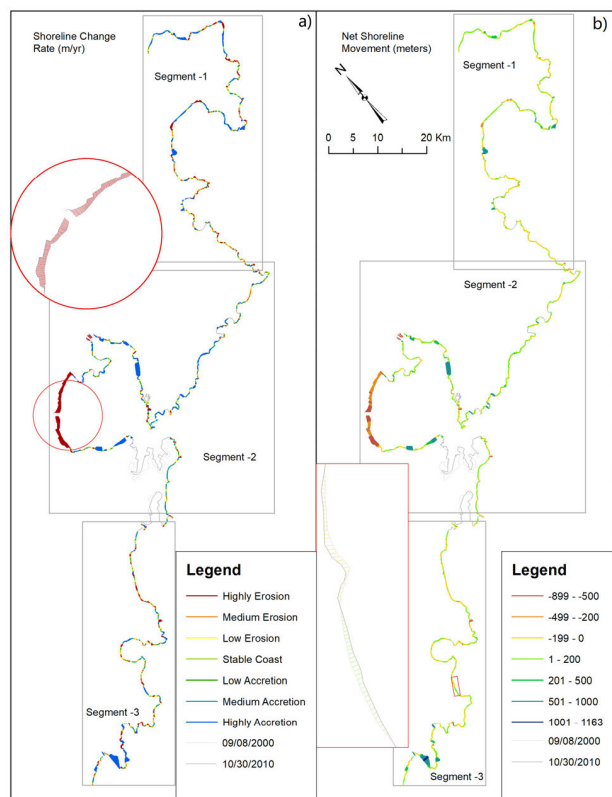 Shoreline Change
Rate (m/yr)
a)
Segment -1
Segment -2
Segment -3
Legend
Highly Erosion
Medium Erosion
Low Erosion
Stable Coast
Low Accretion
Medium Accretion
Highly Accretion
09/08/2000
10/30/2010
Net Shoreline
Movement (meters)
b)
Segment -1
N
0 10 20 Km
Segment -2
Segment -3
Legend
-899 - -500
-499 - -200
-199 - 0
1 - 200
201 - 500
501 - 1000
1001 - 1163
09/08/2000
10/30/2010